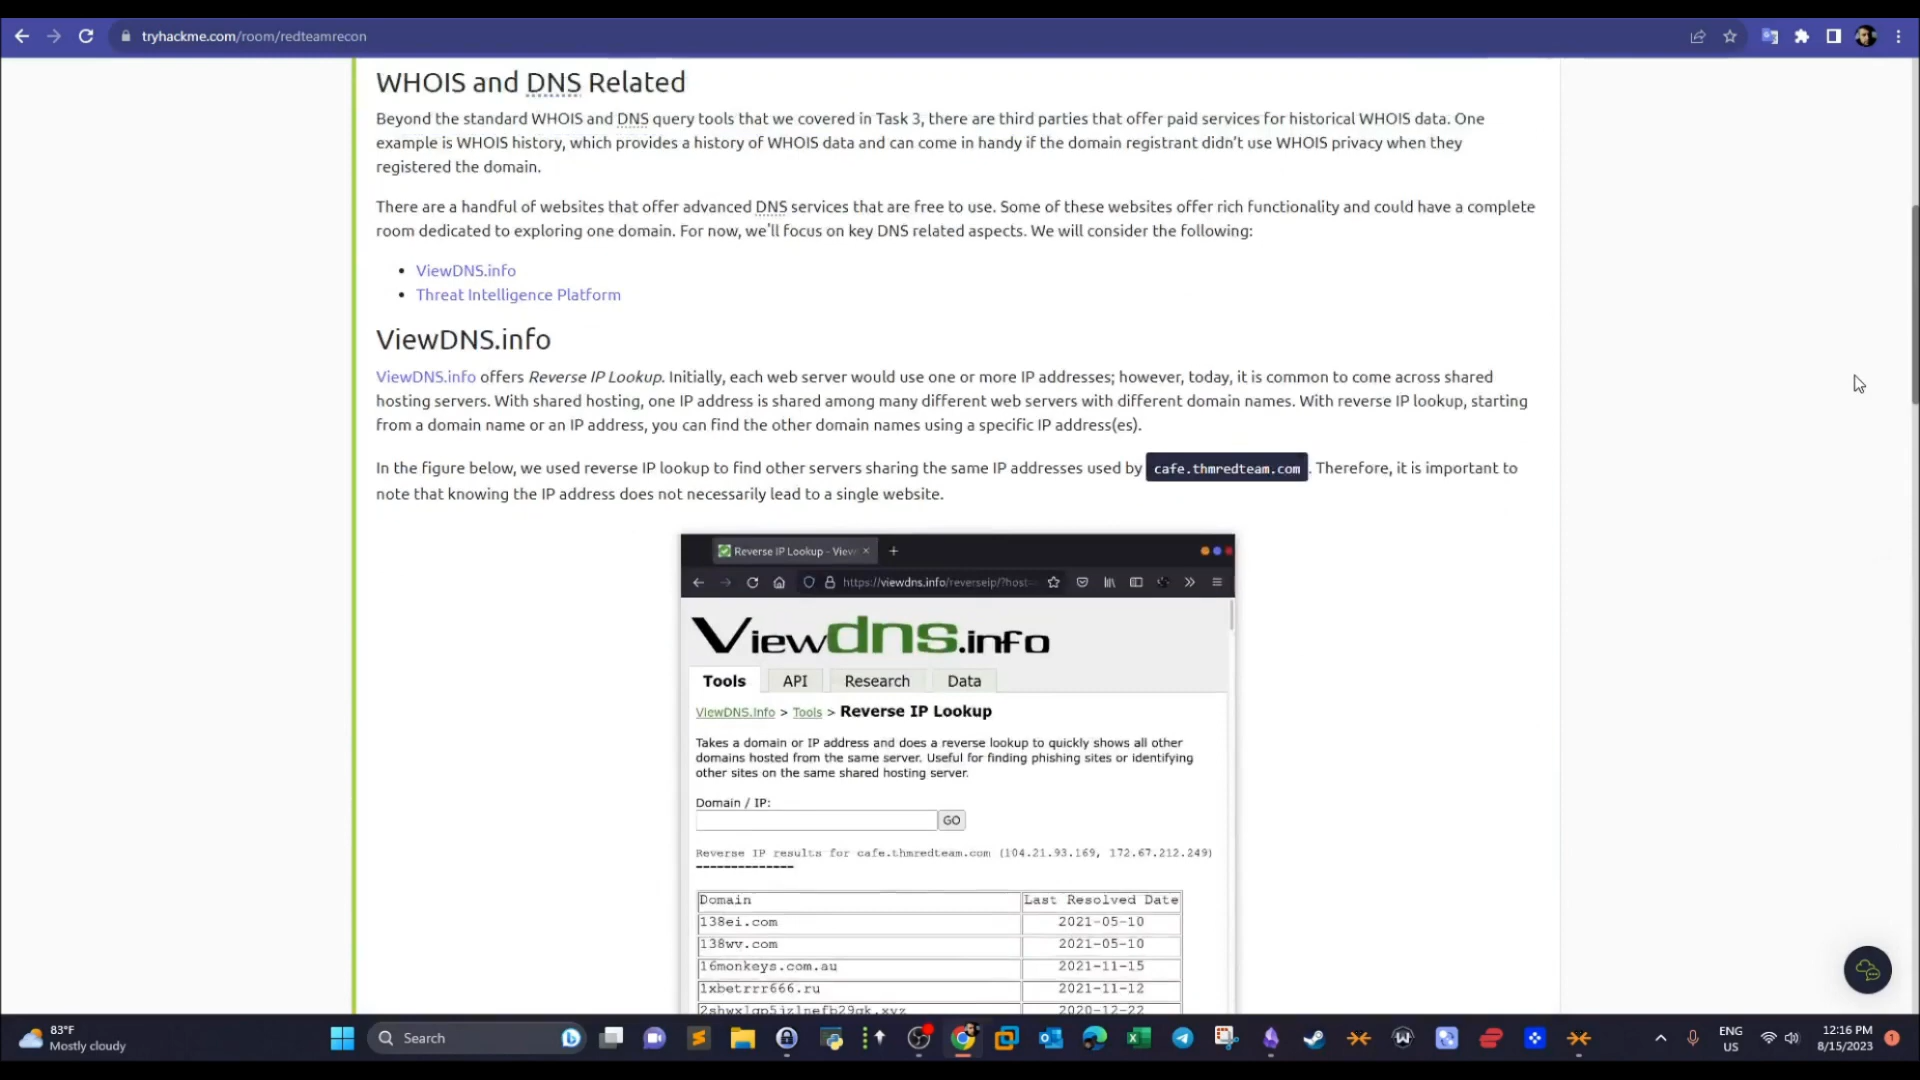 tryhackme.com/room/redteamrecon
WHOIS and DNS Related
Beyond the standard WHOIS and DNS query tools that we covered in Task 3, there are third parties that offer paid services for historical WHOIS data. One
example is WHOIS history, which provides a history of WHOIS data and can come in handy if the domain registrant didn't use WHOIS privacy when they
registered the domain.
There are a handful of websites that offer advanced DNS services that are free to use. Some of these websites offer rich functionality and could have a complete
room dedicated to exploring one domain. For now, we'll focus on key DNS related aspects. We will consider the following:
• ViewDNS.info
• Threat Intelligence Platform
ViewDNS.info
ViewDNS.info offers Reverse IP Lookup. Initially, each web server would use one or more IP addresses; however, today, it is common to come across shared
hosting servers. With shared hosting, one IP address is shared among many different web servers with different domain names. With reverse IP lookup, starting
from a domain name or an IP address, you can find the other domain names using a specific IP address(es).
In the figure below, we used reverse IP lookup to find other servers sharing the same IP addresses used by cafe.thmredteam.com . Therefore, it is important to
note that knowing the IP address does not necessarily lead to a single website.
Reverse IP Lookup - View
https://viewdns.info/reverseip/?host=
Viewdns.info
Tools API Research Data
ViewDNS.info > Tools > Reverse IP Lookup
Takes a domain or IP address and does a reverse lookup to quickly shows all other
domains hosted from the same server. Useful for finding phishing sites or identifying
other sites on the same shared hosting server.
Domain / IP:
GO
Reverse IP results for cafe.thmredteam.com (104.21.93.169, 172.67.212.249)
==============
Domain Last Resolved Date
138ei.com 2021-05-10
138wv.com 2021-05-10
16monkeys.com.au 2021-11-15
1xbetrrr666.ru 2021-11-12
2020-12-22
83°F
Mostly cloudy
Search
ENG
US
12:16 PM
8/15/2023
1